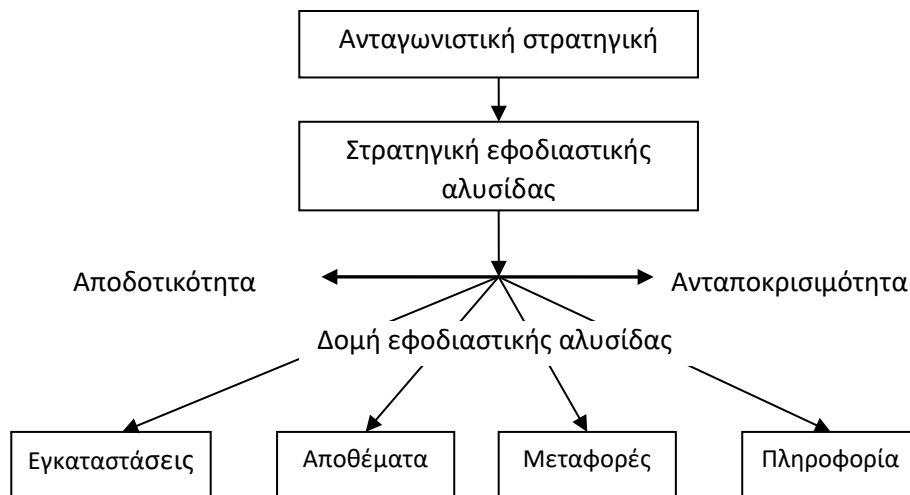 Ανταγωνιστική στρατηγική
Στρατηγική εφοδιαστικής
αλυσίδας
Αποδοτικότητα
Ανταποκρισιμότητα
Δομή εφοδιαστικής αλυσίδας
Εγκαταστάσεις
Αποθέματα
Μεταφορές
Πληροφορία